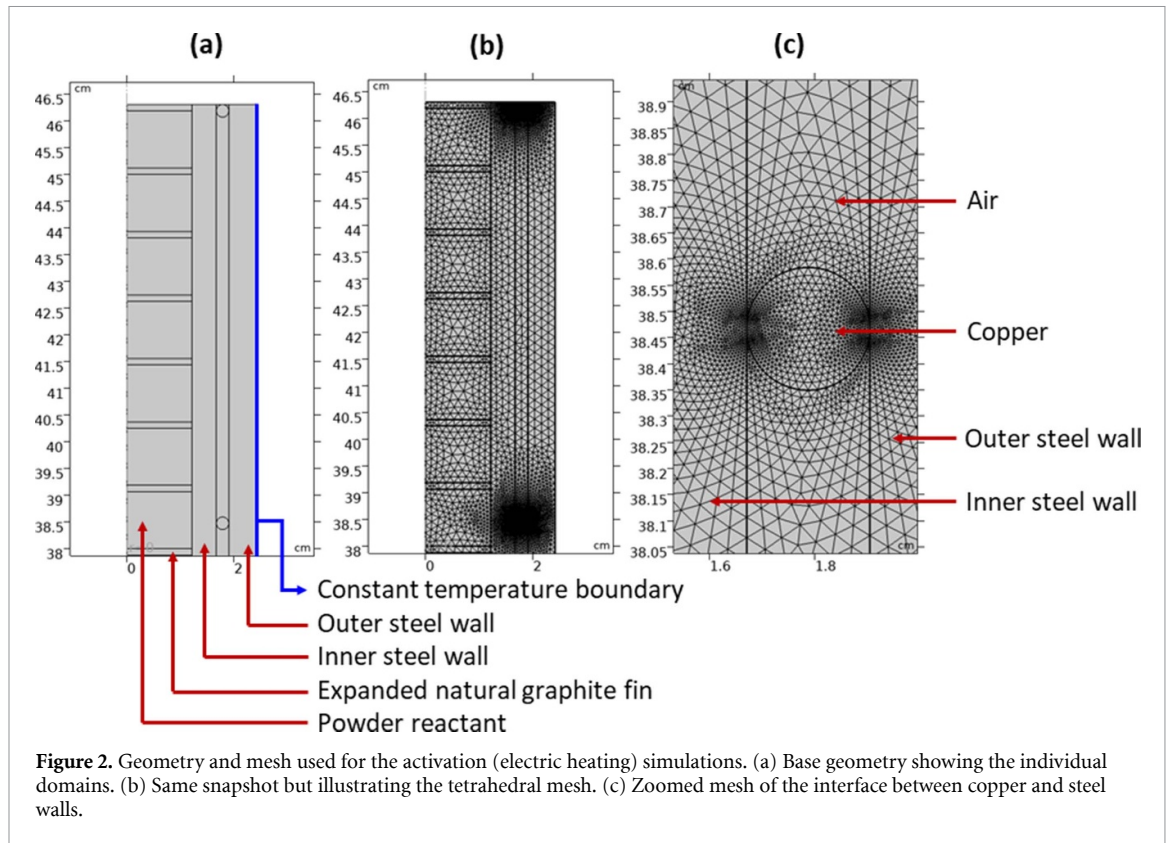 (a)
(b)
(c)
cm
46.5
46
45.5
45
44.5
44
43.5
43
42.5
42
41.5
41
40.5
40
39.5
39
38.5
38
cm
0
2
cm
46.5
46
45.5
45
44.5
44
43.5
43
42.5
42
41.5
41
40.5
40
39.5
39
38.5
38
cm
0
2
cm
38.9
38.85
38.8
38.75
38.7
38.65
38.6
38.55
38.5
38.45
38.4
38.35
38.3
38.25
38.2
38.15
38.1
38.05
cm
1.6
1.8
Air
Copper
Outer steel wall
Inner steel wall
Constant temperature boundary
Outer steel wall
Inner steel wall
Expanded natural graphite fin
Powder reactant
Figure 2. Geometry and mesh used for the activation (electric heating) simulations. (a) Base geometry showing the individual
domains. (b) Same snapshot but illustrating the tetrahedral mesh. (c) Zoomed mesh of the interface between copper and steel
walls.